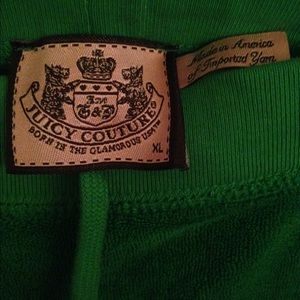 Made in America
of Imported Yarn
JUICY COUTURE
BORN IN THE GLAMOROUS USA
XL